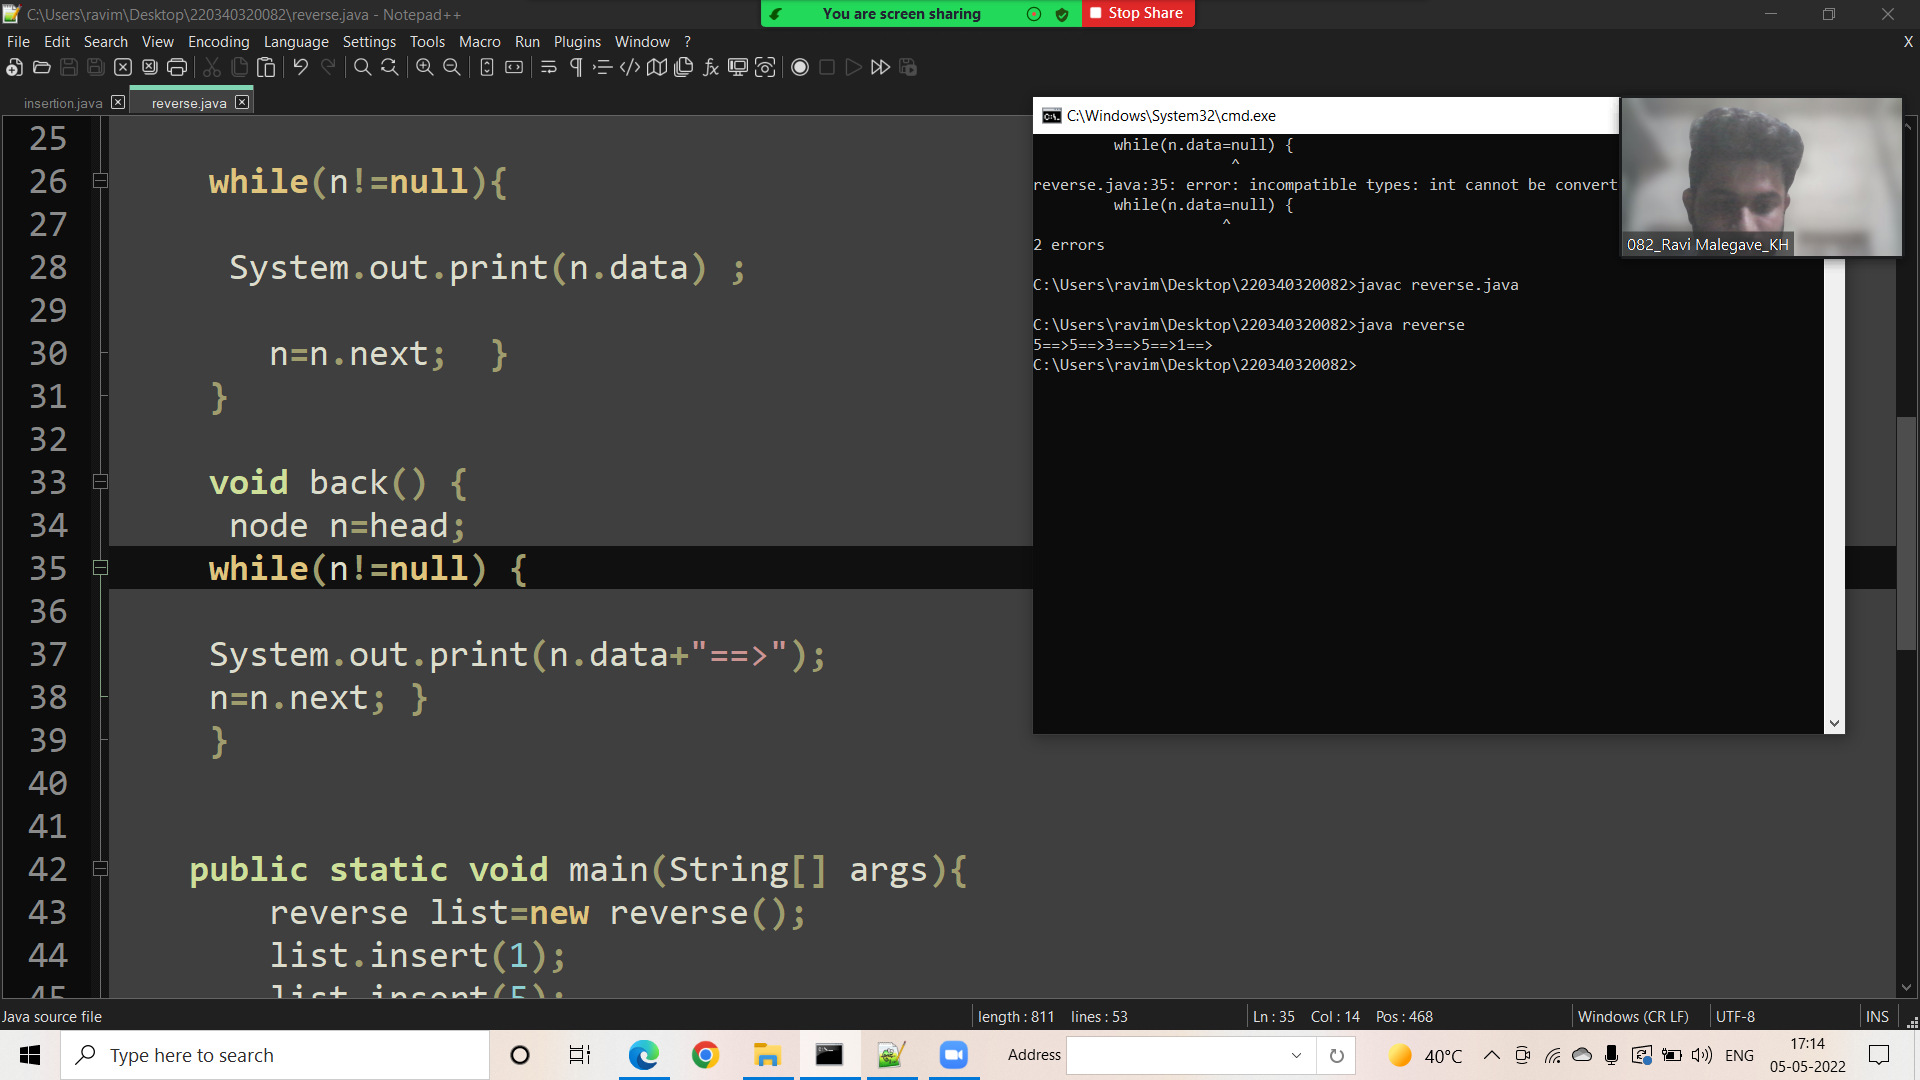 C:\Users\ravim\Desktop\220340320082\reverse.java - Notepad++
You are screen sharing
Stop Share
File Edit Search View Encoding Language Settings Tools Macro Run Plugins Window ?
X
insertion.java
reverse.java
25
26 while(n!=null){
27
28 System.out.print(n.data) ;
29
30 n=n.next; }
31 }
32
33 void back() {
34 node n=head;
35 while(n!=null) {
36
37 System.out.print(n.data+"==>");
38 n=n.next; }
39 }
40
41
42 public static void main(String[] args){
43 reverse list=new reverse();
44 list.insert(1);
45 list.insert(5);
C:\Windows\System32\cmd.exe
while(n.data=null) {
^
reverse.java:35: error: incompatible types: int cannot be convert
while(n.data=null) {
^
2 errors
C:\Users\ravim\Desktop\220340320082>javac reverse.java
C:\Users\ravim\Desktop\220340320082>java reverse
5==>5==>3==>5==>1==>
C:\Users\ravim\Desktop\220340320082>
082_Ravi Malegave_KH
Java source file
length : 811 lines : 53
Ln : 35 Col : 14 Pos : 468
Windows (CR LF)
UTF-8
INS
Type here to search
Address
40°C
ENG
17:14
05-05-2022